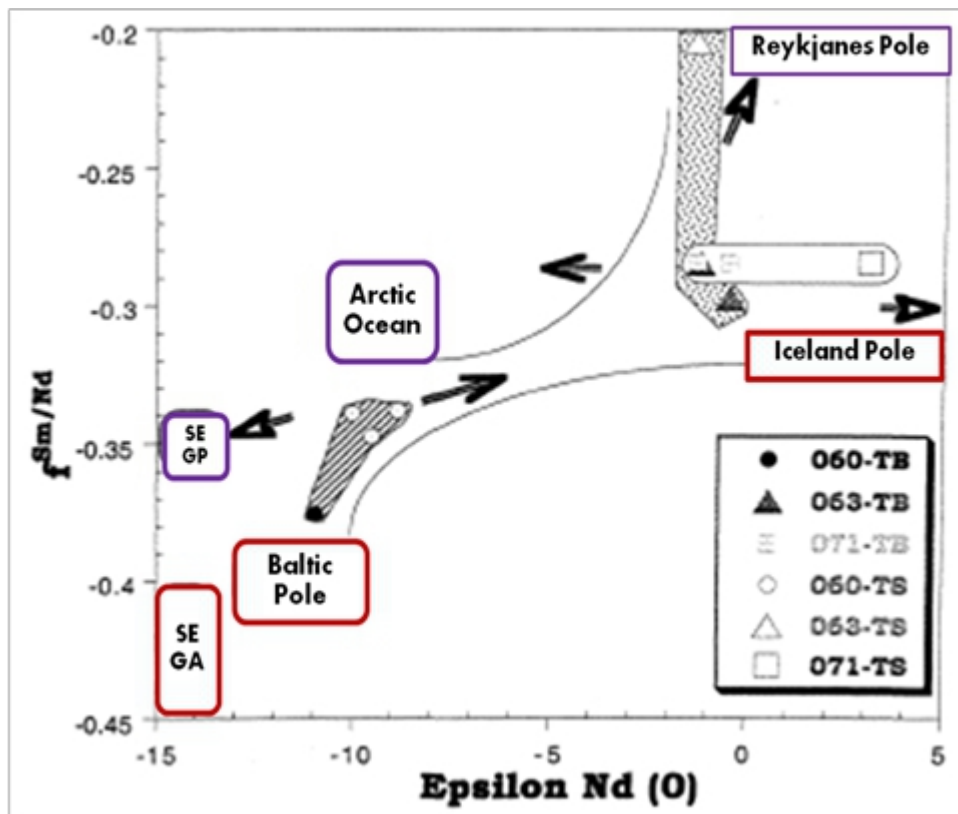 -0.2
Reykjanes Pole
-0.25
Arctic
Ocean
-0.3
Iceland Pole
f Sm/Nd
SE
GP
-0.35
060-TB
063-TB
071-TB
Baltic
Pole
060-TS
-0.4
063-TS
SE
GA
071-TS
-0.45
-15
-10
-5
0
5
Epsilon Nd (0)